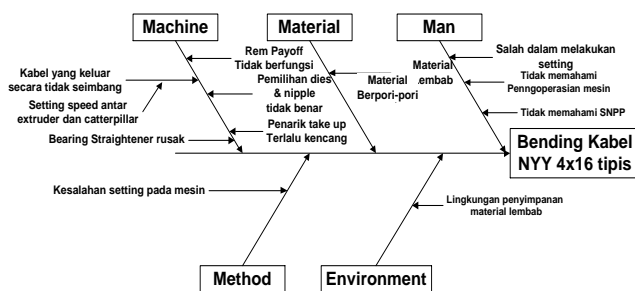 Machine
Material
Man
Rem Payoff
Tidak berfungsi
Kabel yang keluar
secara tidak seimbang
Pemilihan dies
& nipple
tidak benar
Setting speed antar
extruder dan catterpillar
Penarik take up
Terlalu kencang
Bearing Straightener rusak
Material
Lembab
Material
Berpori-pori
Salah dalam melakukan
setting
Tidak memahami
Penngoperasian mesin
Tidak memahami SNPP
Bending Kabel
NYY 4x16 tipis
Kesalahan setting pada mesin
Lingkungan penyimpanan
material lembab
Method
Environment